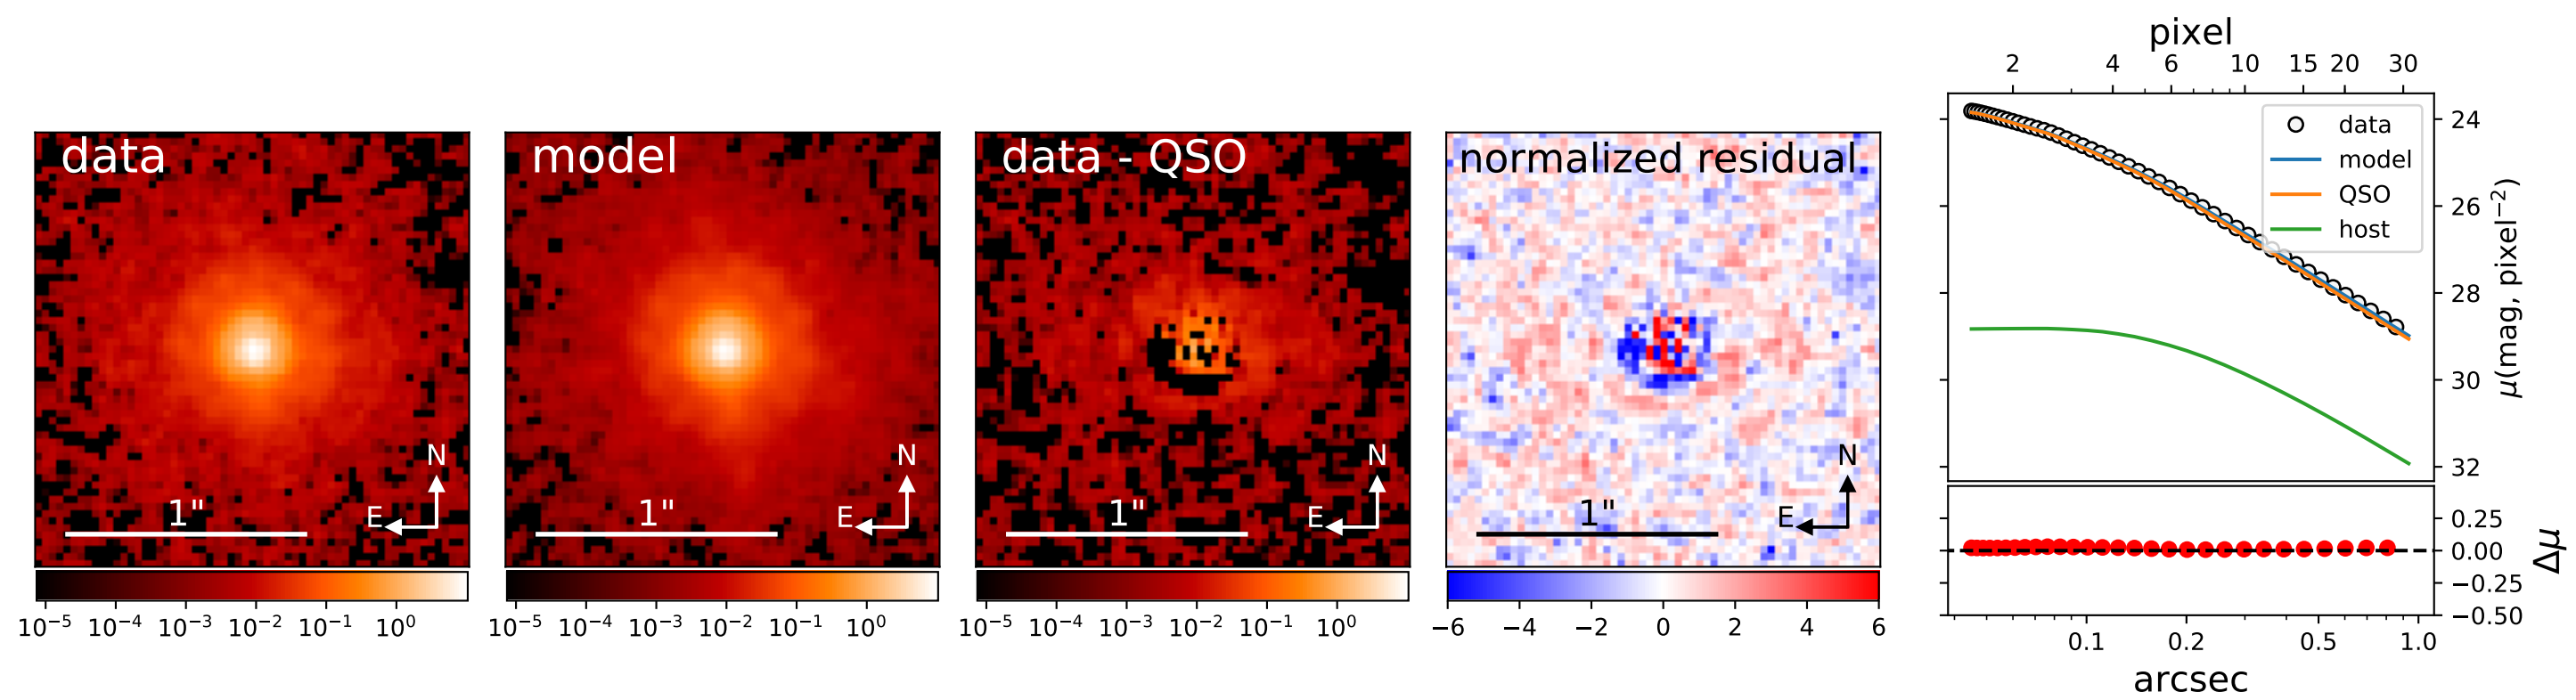 data
N
E
1"
10⁻⁵ 10⁻⁴ 10⁻³ 10⁻² 10⁻¹ 10⁰
model
N
E
1"
10⁻⁵ 10⁻⁴ 10⁻³ 10⁻² 10⁻¹ 10⁰
data - QSO
N
E
1"
10⁻⁵ 10⁻⁴ 10⁻³ 10⁻² 10⁻¹ 10⁰
normalized residual
N
E
1"
−6 −4 −2 0 2 4 6
pixel
2 4 6 10 15 20 30
data
model
QSO
host
24
26
28
30
32
μ(mag, pixel⁻²)
0.25
0.00
−0.25
−0.50
Δμ
0.1 0.2 0.5 1.0
arcsec